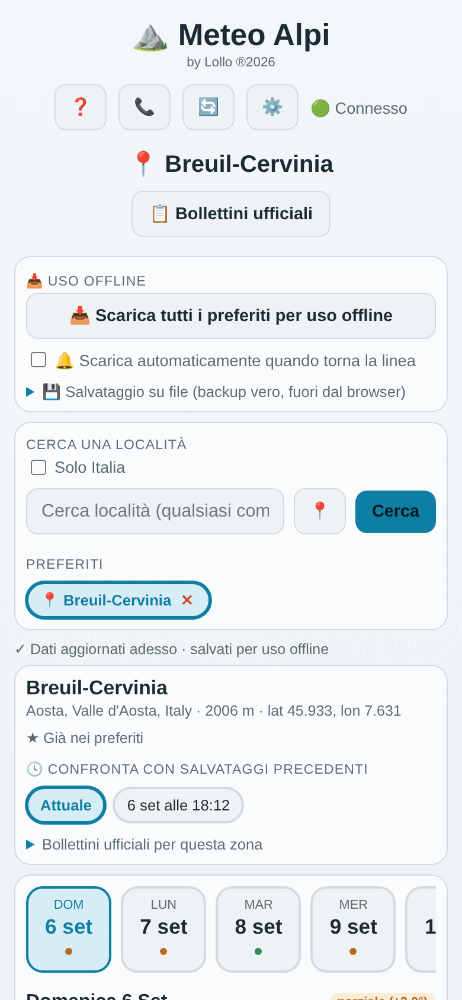 Meteo Alpi
by Lollo ®2026
Connesso
Breuil-Cervinia
Bollettini ufficiali
USO OFFLINE
Scarica tutti i preferiti per uso offline
Scarica automaticamente quando torna la linea
Salvataggio su file (backup vero, fuori dal browser)
CERCA UNA LOCALITÀ
Solo Italia
Cerca località (qualsiasi com
Cerca
PREFERITI
Breuil-Cervinia ✕
✓ Dati aggiornati adesso · salvati per uso offline
Breuil-Cervinia
Aosta, Valle d'Aosta, Italy · 2006 m · lat 45.933, lon 7.631
★ Già nei preferiti
CONFRONTA CON SALVATAGGI PRECEDENTI
Attuale 6 set alle 18:12
Bollettini ufficiali per questa zona
DOM LUN MAR MER
6 set 7 set 8 set 9 set 1
Domenica 6 Set parziale (±2.0°)